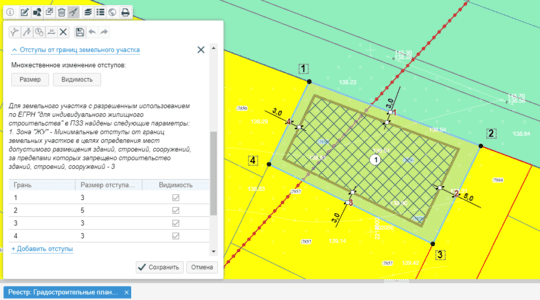 Отступы от границ земельного участка
Множественное изменение отступов:
Размер
Видимость
Для земельного участка с разрешенным использованием
по ЕГРН "для индивидуального жилищного
строительства" в ПЗЗ найдены следующие параметры:
1. Зона "ЖУ" - Минимальные отступы от границ
земельных участков в целях определения мест
допустимого размещения зданий, строений, сооружений,
за пределами которых запрещено строительство
зданий, строений, сооружений - 3
Грань Размер отступа... Видимость
1 3
2 5
3 3
4 3
+ Добавить отступы
Сохранить
Отмена
Реестр: Градостроительные план...
1
2
3
4
1
3.0
3.0
3.0
5.0